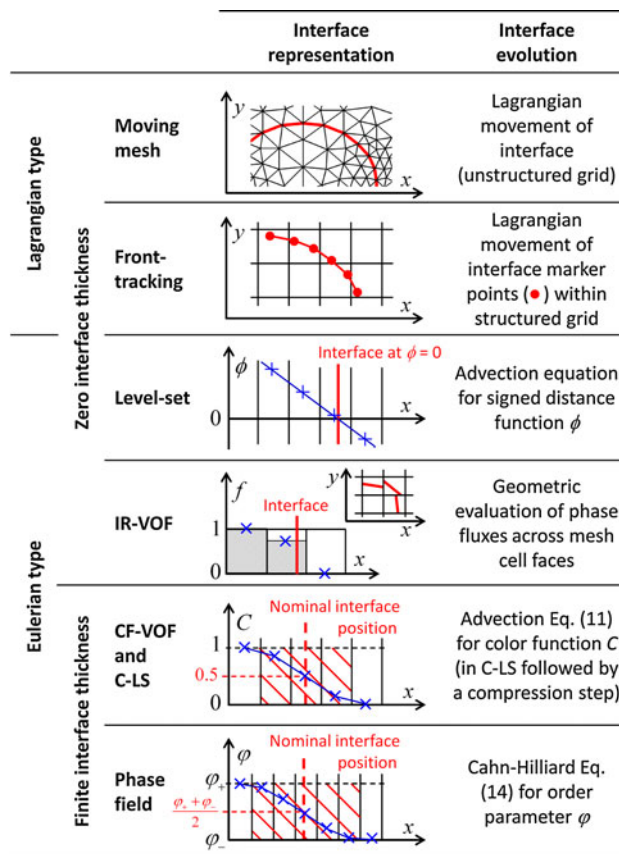 Interface
representation
Interface
evolution
Lagrangian type
Zero interface thickness
Moving
mesh
y
x
Lagrangian
movement of
interface
(unstructured grid)
Front-
tracking
y
x
Lagrangian
movement of
interface marker
points (●) within
structured grid
Eulerian type
Level-set
ϕ
0
Interface at ϕ = 0
x
Advection equation
for signed distance
function ϕ
IR-VOF
f
1
0
Interface
x
y
x
Geometric
evaluation of phase
fluxes across mesh
cell faces
Finite interface thickness
CF-VOF
and
C-LS
C
1
0.5
0
Nominal interface
position
x
Advection Eq. (11)
for color function C
(in C-LS followed by
a compression step)
Phase
field
φ
φ+
φ+ + φ−
2
φ−
Nominal interface
position
x
Cahn-Hilliard Eq.
(14) for order
parameter φ